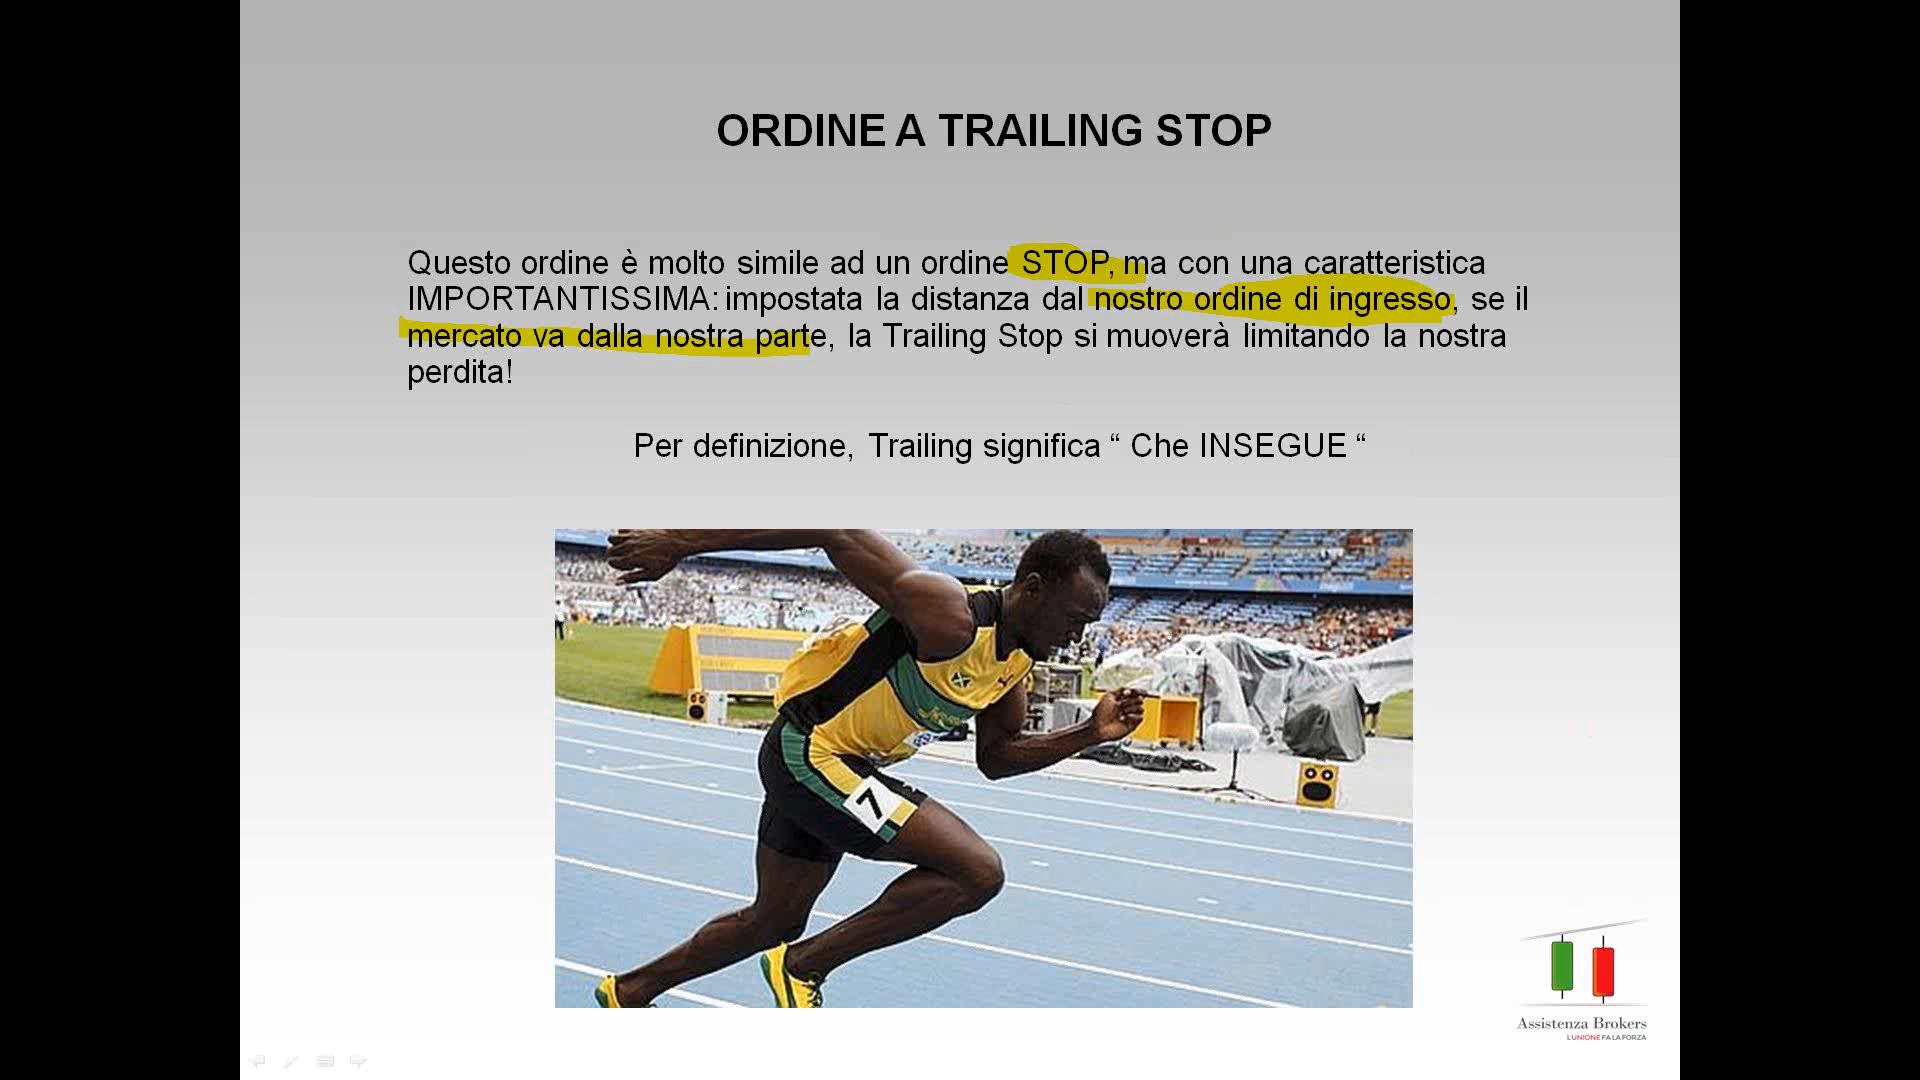 ORDINE A TRAILING STOP
Questo ordine è molto simile ad un ordine STOP, ma con una caratteristica
IMPORTANTISSIMA: impostata la distanza dal nostro ordine di ingresso, se il
mercato va dalla nostra parte, la Trailing Stop si muoverà limitando la nostra
perdita!
Per definizione, Trailing significa “ Che INSEGUE “
7
Assistenza Brokers
L'UNIONE FA LA FORZA